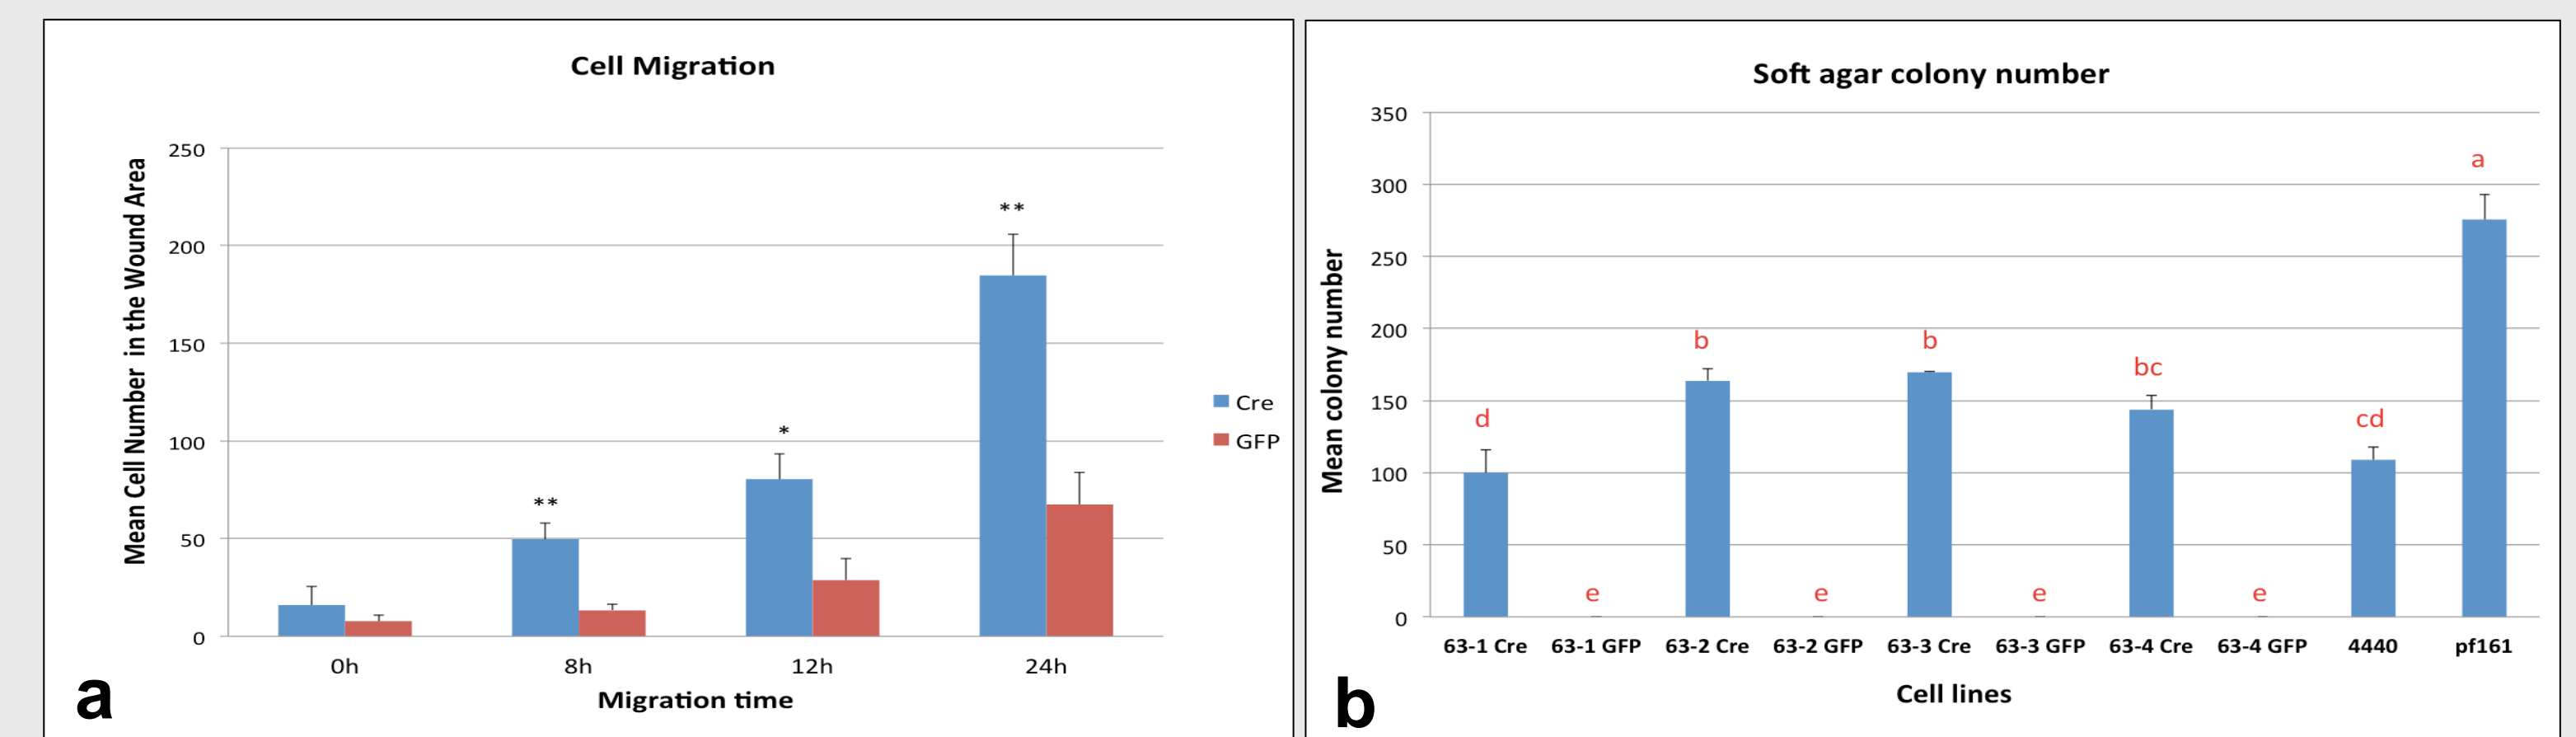 Cell Migration
Mean Cell Number in the Wound Area
250
200
150
100
50
0
**
*
**
0h 8h 12h 24h
Migration time
Cre
GFP
a
Soft agar colony number
Mean colony number
350
300
250
200
150
100
50
0
d e b e b e bc e cd a
63-1 Cre 63-1 GFP 63-2 Cre 63-2 GFP 63-3 Cre 63-3 GFP 63-4 Cre 63-4 GFP 4440 pf161
Cell lines
b